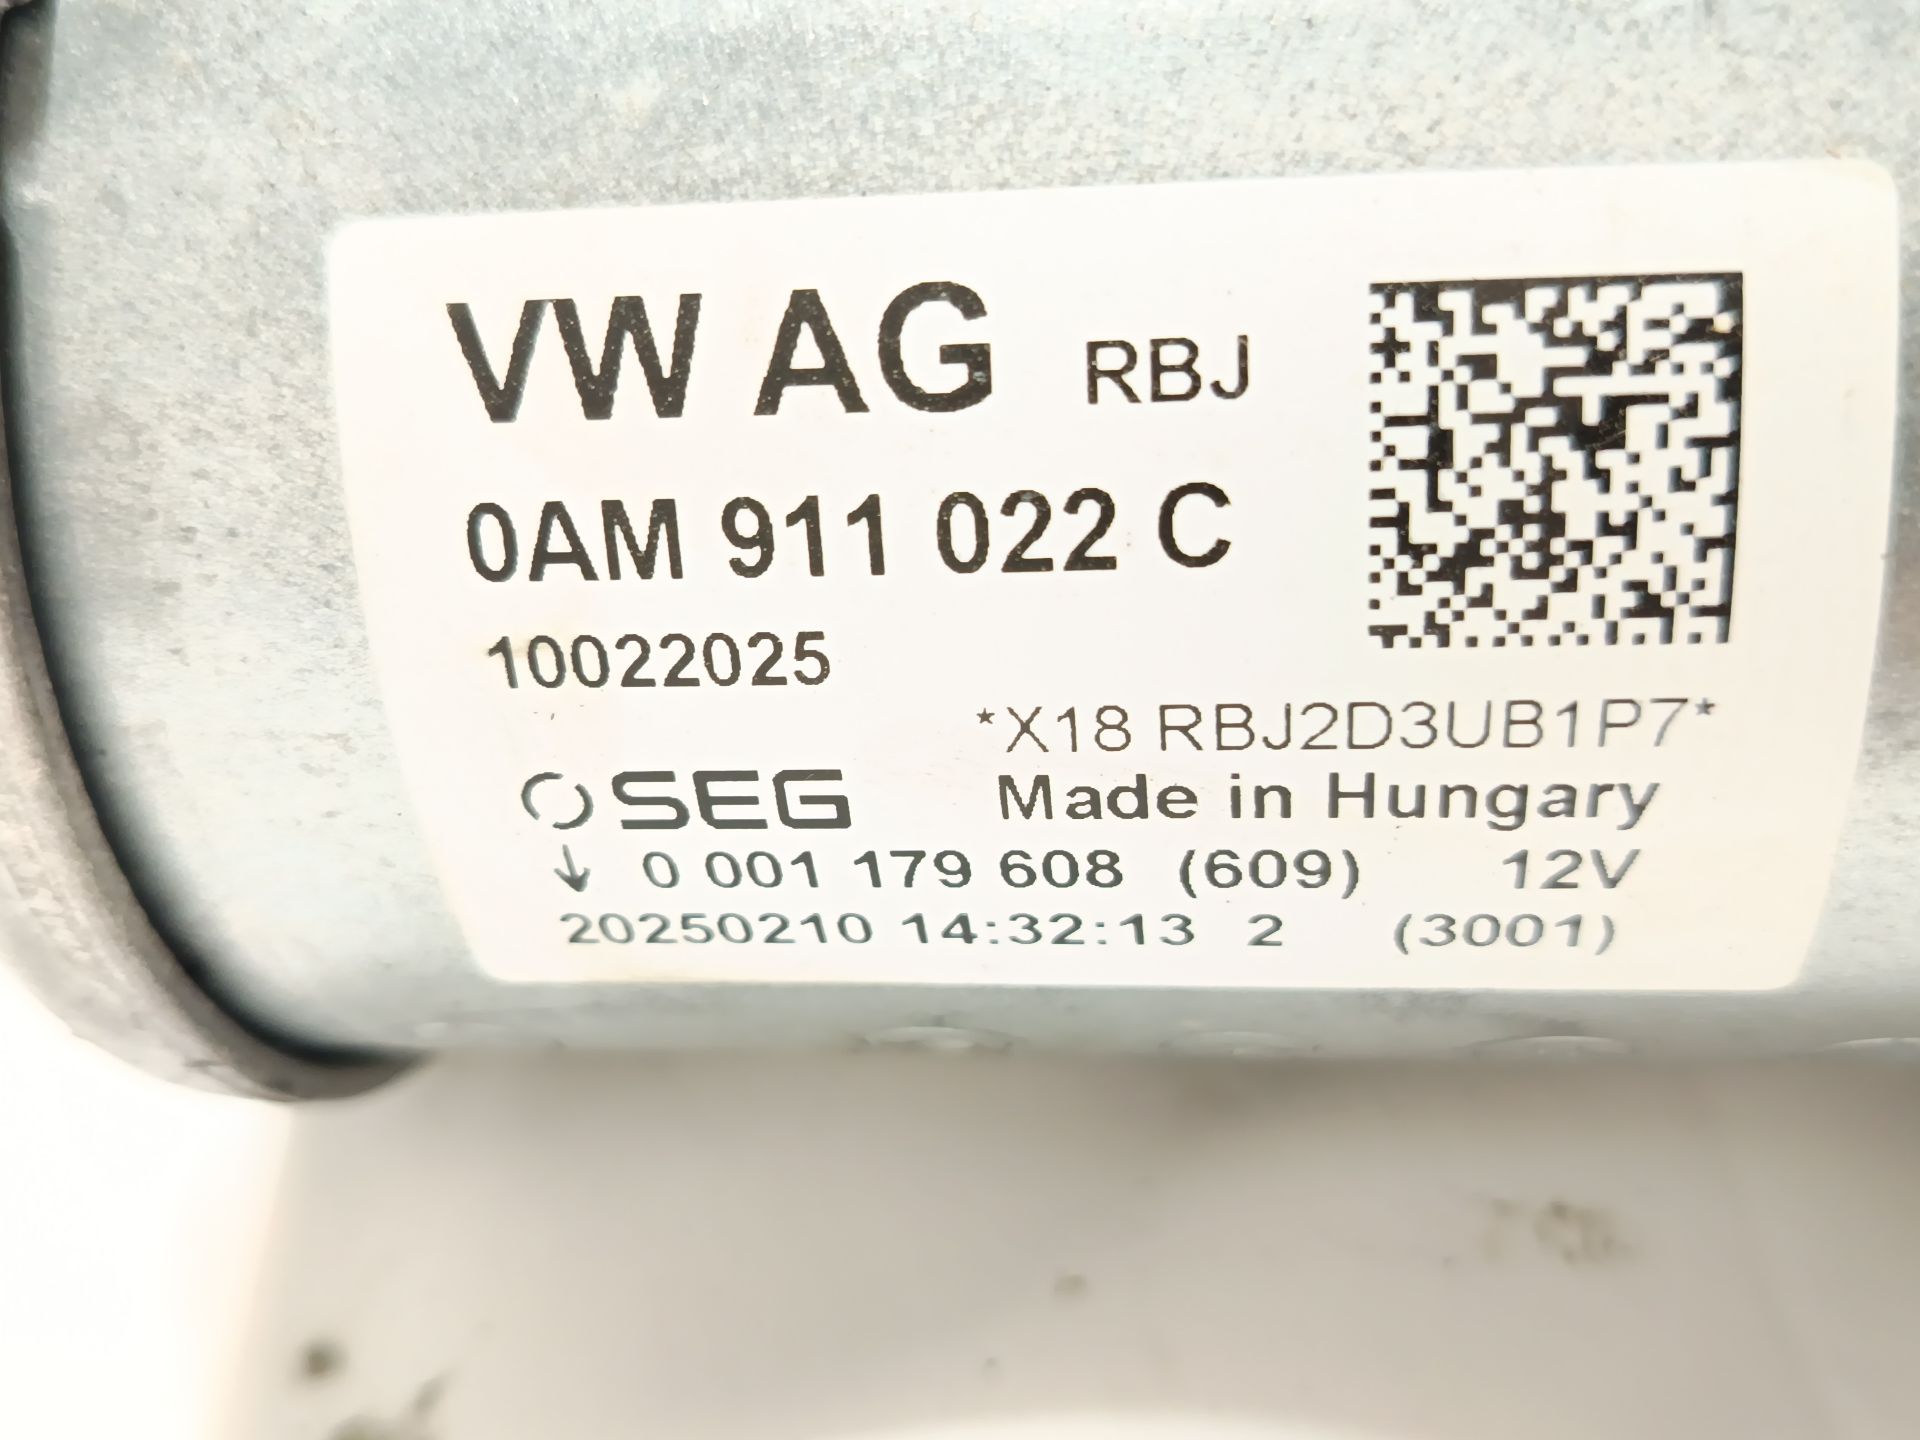 VW AG RBJ
0AM 911 022 C
10022025
*X18 RBJ2D3UB1P7*
SEG Made in Hungary
0 001 179 608 (609) 12V
20250210 14:32:13 2 (3001)